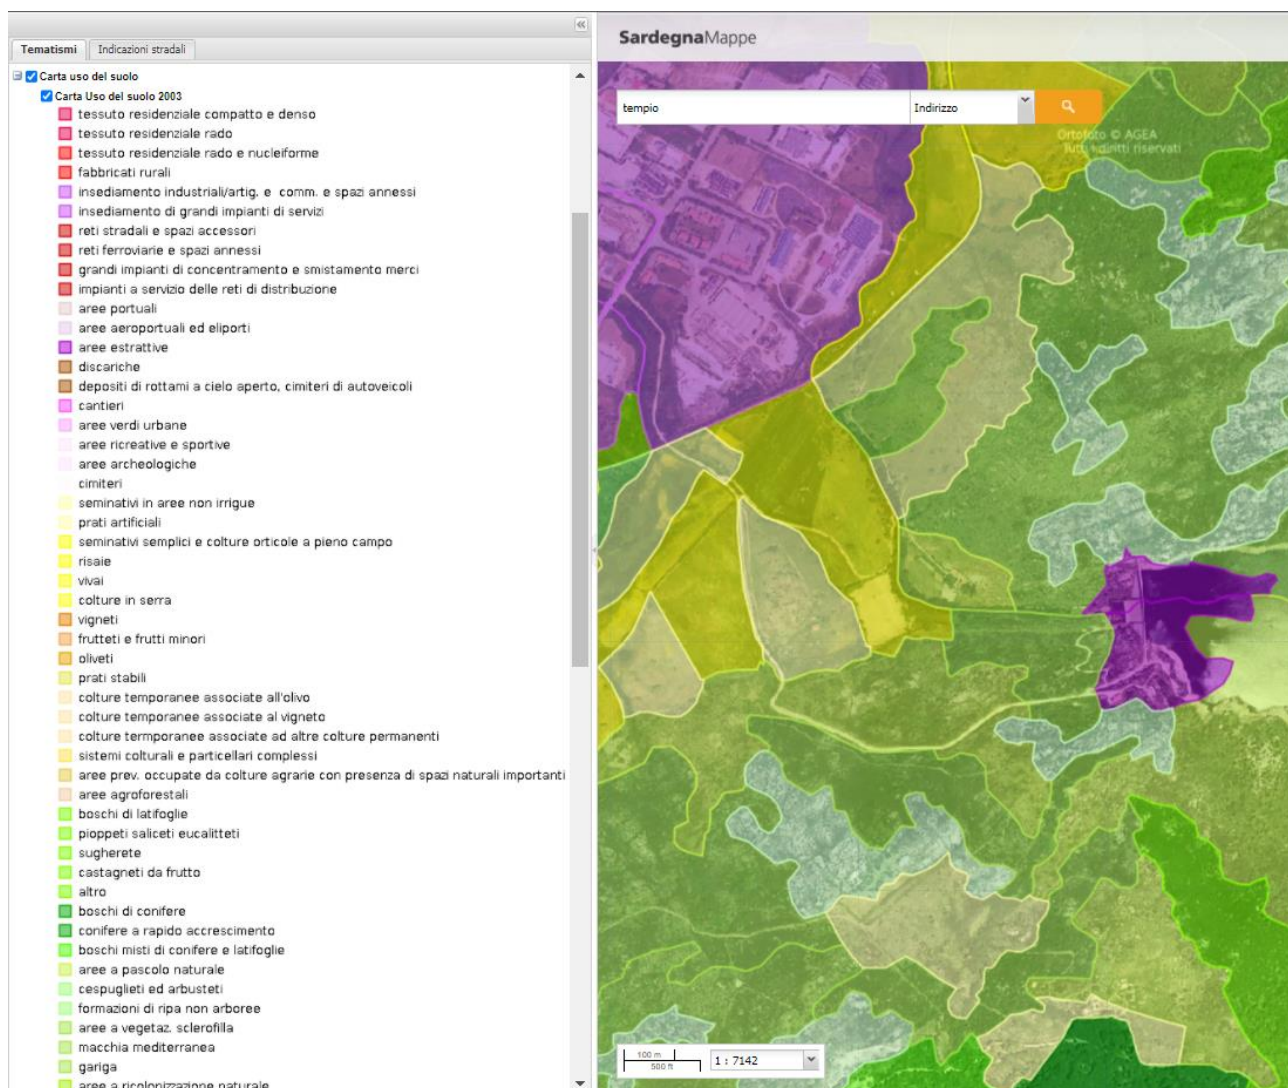 Tematismi
Indicazioni stradali
Carta uso del suolo
Carta Uso del suolo 2003
tessuto residenziale compatto e denso
tessuto residenziale rado
tessuto residenziale rado e nucleiforme
fabbricati rurali
insediamento industriali/artig. e comm. e spazi annessi
insediamento di grandi impianti di servizi
reti stradali e spazi accessori
reti ferroviarie e spazi annessi
grandi impianti di concentramento e smistamento merci
impianti a servizio delle reti di distribuzione
aree portuali
aree aeroportuali ed eliporti
aree estrattive
discariche
depositi di rottami a cielo aperto, cimiteri di autoveicoli
cantieri
aree verdi urbane
aree ricreative e sportive
aree archeologiche
cimiteri
seminativi in aree non irrigue
prati artificiali
seminativi semplici e colture orticole a pieno campo
risaie
vivai
colture in serra
vigneti
frutteti e frutti minori
oliveti
prati stabili
colture temporanee associate all'olivo
colture temporanee associate al vigneto
colture termporanee associate ad altre colture permanenti
sistemi colturali e particellari complessi
aree prev. occupate da colture agrarie con presenza di spazi naturali importanti
aree agroforestali
boschi di latifoglie
pioppeti saliceti eucalitteti
sugherete
castagneti da frutto
altro
boschi di conifere
conifere a rapido accrescimento
boschi misti di conifere e latifoglie
aree a pascolo naturale
cespuglieti ed arbusteti
formazioni di ripa non arboree
aree a vegetaz. sclerofilla
macchia mediterranea
gariga
aree a ricolonizzazione naturale
SardegnaMappe
tempio
Indirizzo
Ortofoto © AGEA
Tutti i diritti riservati
100 m
500 ft
1 : 7142